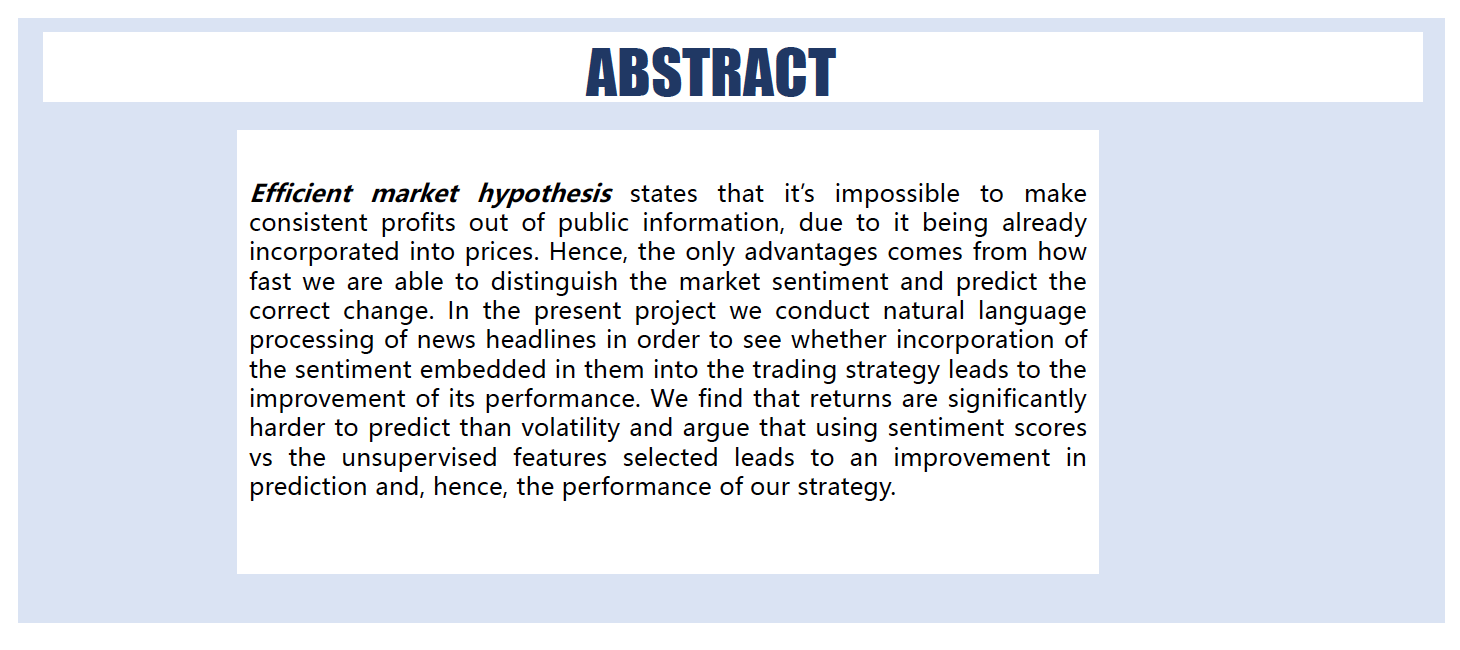 ABSTRACT
Efficient market hypothesis states that it’s impossible to make
consistent profits out of public information, due to it being already
incorporated into prices. Hence, the only advantages comes from how
fast we are able to distinguish the market sentiment and predict the
correct change. In the present project we conduct natural language
processing of news headlines in order to see whether incorporation of
the sentiment embedded in them into the trading strategy leads to the
improvement of its performance. We find that returns are significantly
harder to predict than volatility and argue that using sentiment scores
vs the unsupervised features selected leads to an improvement in
prediction and, hence, the performance of our strategy.